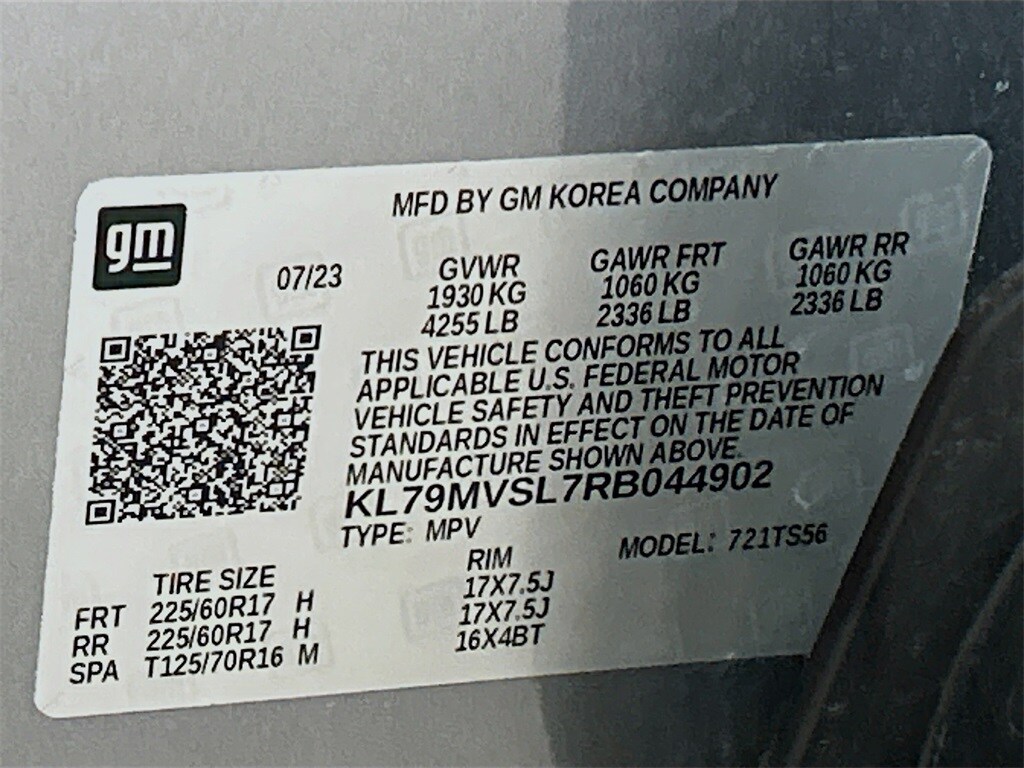 gm
MFD BY GM KOREA COMPANY
07/23
GVWR GAWR FRT GAWR RR
1930 KG 1060 KG 1060 KG
4255 LB 2336 LB 2336 LB
THIS VEHICLE CONFORMS TO ALL
APPLICABLE U.S. FEDERAL MOTOR
VEHICLE SAFETY AND THEFT PREVENTION
STANDARDS IN EFFECT ON THE DATE OF
MANUFACTURE SHOWN ABOVE.
KL79MVSL7RB044902
TYPE: MPV MODEL: 721TS56
TIRE SIZE RIM
FRT 225/60R17 H 17X7.5J
RR 225/60R17 H 17X7.5J
SPA T125/70R16 M 16X4BT